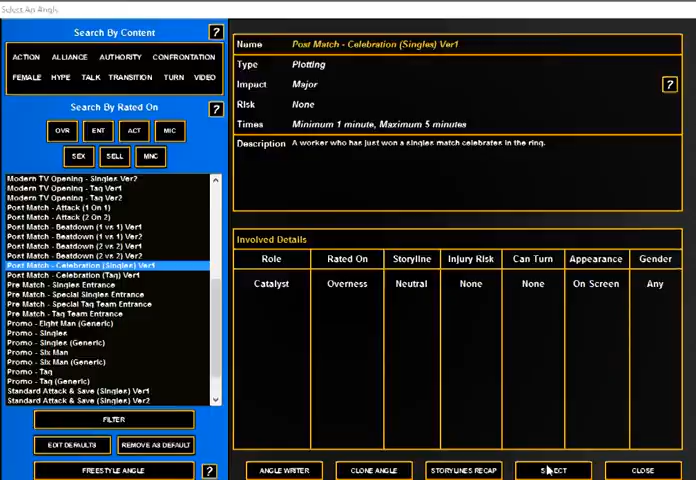 Select An Angle
Search By Content
?
ACTION ALLIANCE AUTHORITY CONFRONTATION
FEMALE HYPE TALK TRANSITION TURN VIDEO
Search By Rated On
?
OVR ENT ACT MIC
SEX SELL MNC
Modern TV Opening - Singles Ver2
Modern TV Opening - Tag Ver1
Modern TV Opening - Tag Ver2
Post Match - Attack (1 On 1)
Post Match - Attack (2 On 2)
Post Match - Beatdown (1 vs 1) Ver1
Post Match - Beatdown (1 vs 1) Ver2
Post Match - Beatdown (2 vs 2) Ver1
Post Match - Beatdown (2 vs 2) Ver2
Post Match - Celebration (Singles) Ver1
Post Match - Celebration (Tag) Ver1
Pre Match - Singles Entrance
Pre Match - Special Singles Entrance
Pre Match - Special Tag Team Entrance
Pre Match - Tag Team Entrance
Promo - Eight Man (Generic)
Promo - Singles
Promo - Singles (Generic)
Promo - Six Man
Promo - Six Man (Generic)
Promo - Tag
Promo - Tag (Generic)
Standard Attack & Save (Singles) Ver1
Standard Attack & Save (Singles) Ver2
FILTER
EDIT DEFAULTS REMOVE AS DEFAULT
FREESTYLE ANGLE ?
Name Post Match - Celebration (Singles) Ver1
Type Plotting
Impact Major ?
Risk None
Times Minimum 1 minute, Maximum 5 minutes
Description A worker who has just won a singles match celebrates in the ring.
Involved Details
Role Rated On Storyline Injury Risk Can Turn Appearance Gender
Catalyst Overness Neutral None None On Screen Any
ANGLE WRITER CLONE ANGLE STORYLINES RECAP SELECT CLOSE